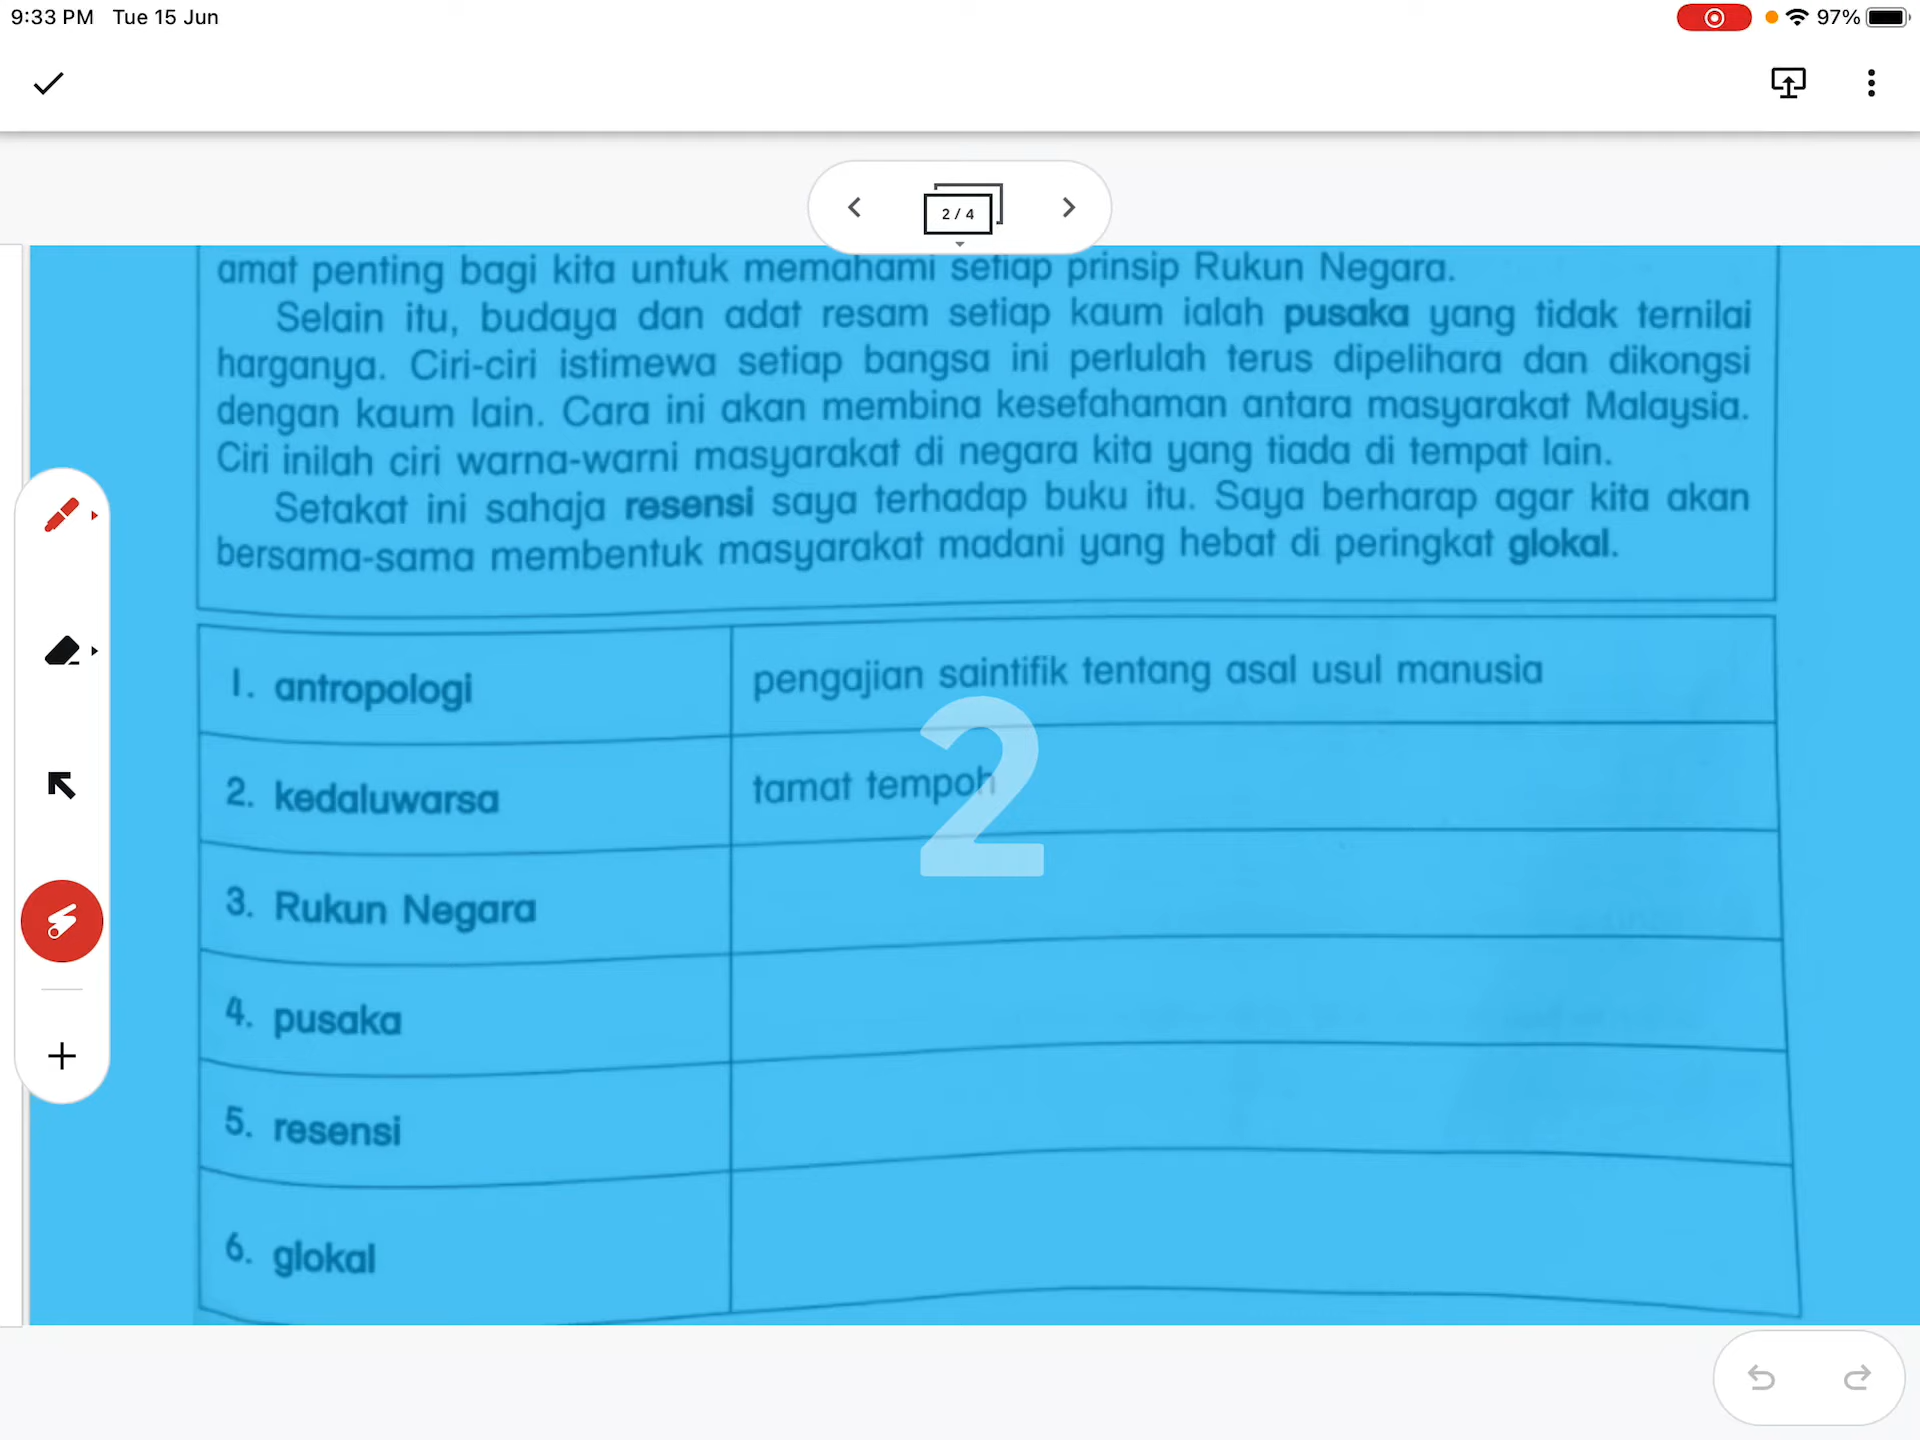 9:33 PM Tue 15 Jun
97%
2 / 4
amat penting bagi kita untuk memahami setiap prinsip Rukun Negara.
Selain itu, budaya dan adat resam setiap kaum ialah pusaka yang tidak ternilai
harganya. Ciri-ciri istimewa setiap bangsa ini perlulah terus dipelihara dan dikongsi
dengan kaum lain. Cara ini akan membina kesefahaman antara masyarakat Malaysia.
Ciri inilah ciri warna-warni masyarakat di negara kita yang tiada di tempat lain.
Setakat ini sahaja resensi saya terhadap buku itu. Saya berharap agar kita akan
bersama-sama membentuk masyarakat madani yang hebat di peringkat glokal.
1. antropologi pengajian saintifik tentang asal usul manusia
2. kedaluwarsa tamat tempoh
2
3. Rukun Negara
4. pusaka
5. resensi
6. glokal